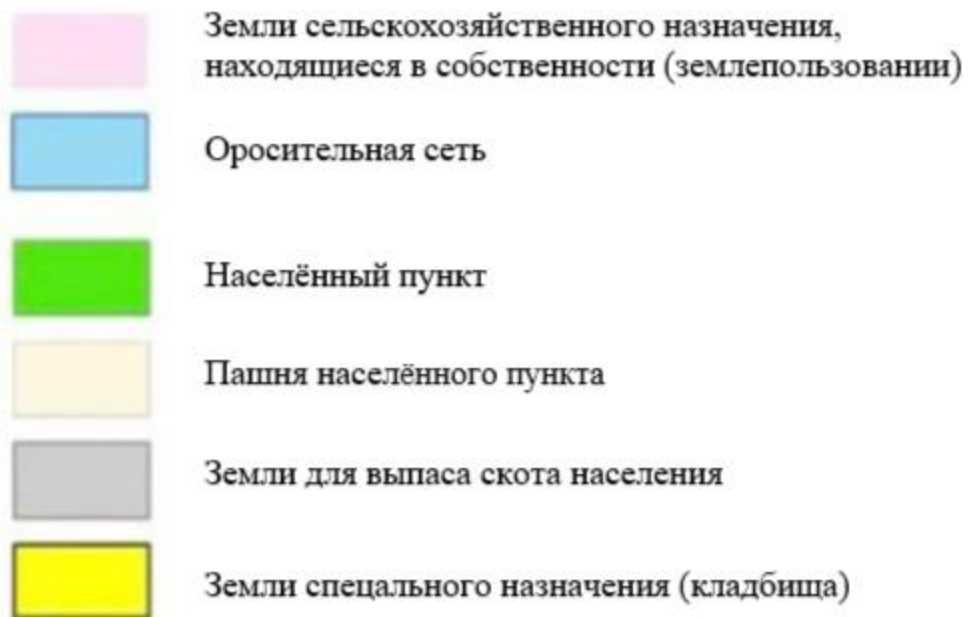 Земли сельскохозяйственного назначения,
находящиеся в собственности (землепользовании)
Оросительная сеть
Населённый пункт
Пашня населённого пункта
Земли для выпаса скота населения
Земли спецального назначения (кладбища)